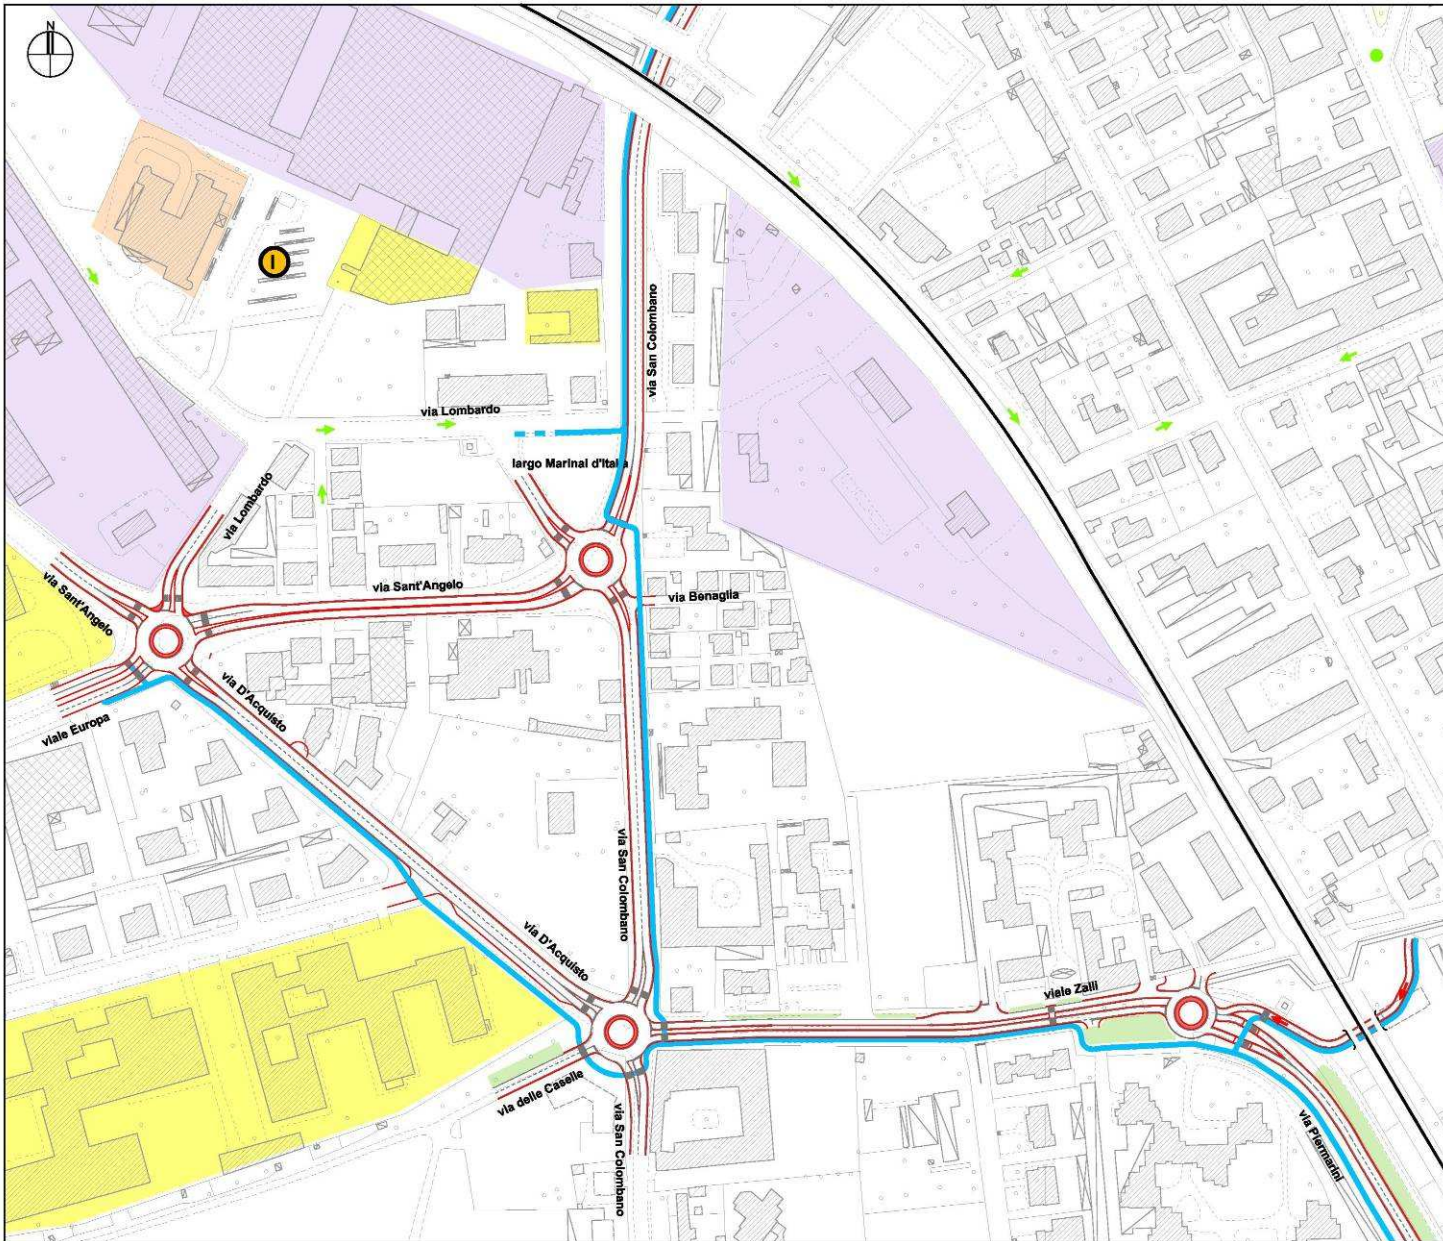 N
I
via San Colombano
via Lombardo
largo Marinai d'Italia
via Lombardo
via Sant'Angelo
via Sant'Angelo
via Benaglia
via D'Acquisto
viale Europa
via San Colombano
via D'Acquisto
viale Zalli
via delle Caselle
via San Colombano
via Piermarini